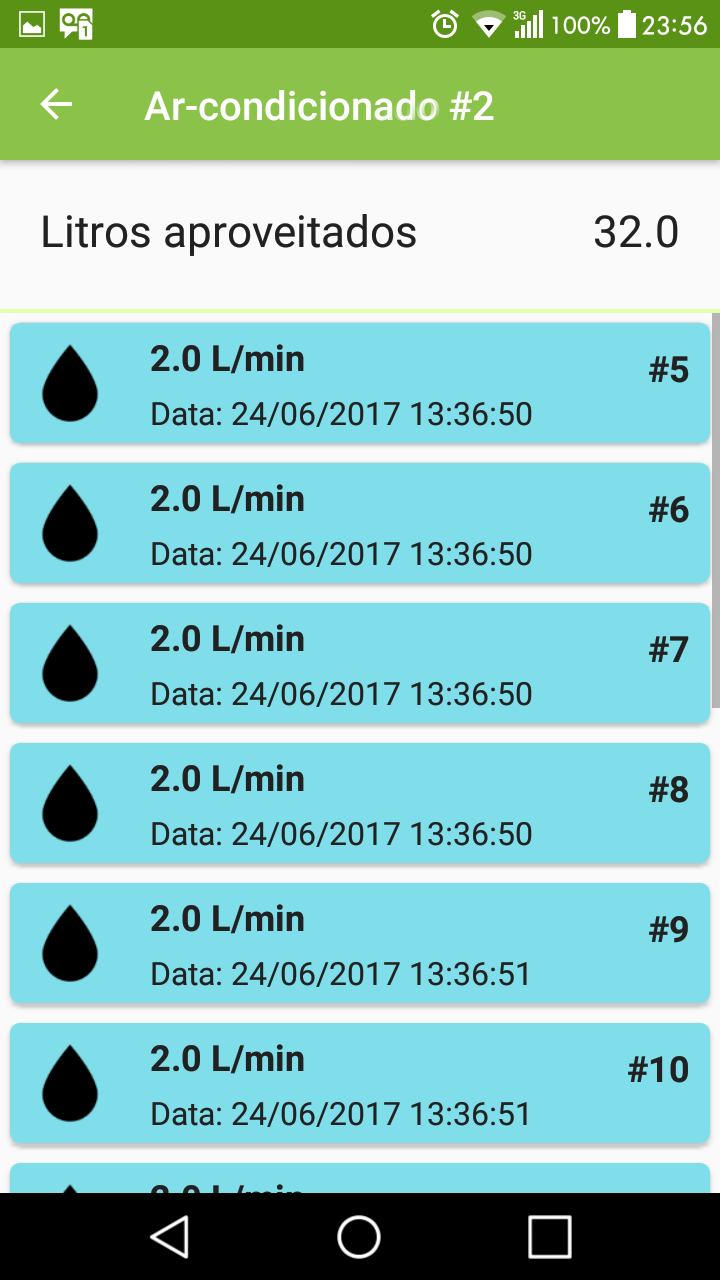 3G 100% 23:56
Ar-condicionado #2
Litros aproveitados 32.0
2.0 L/min
#5
Data: 24/06/2017 13:36:50
2.0 L/min
#6
Data: 24/06/2017 13:36:50
2.0 L/min
#7
Data: 24/06/2017 13:36:50
2.0 L/min
#8
Data: 24/06/2017 13:36:50
2.0 L/min
#9
Data: 24/06/2017 13:36:51
2.0 L/min
#10
Data: 24/06/2017 13:36:51